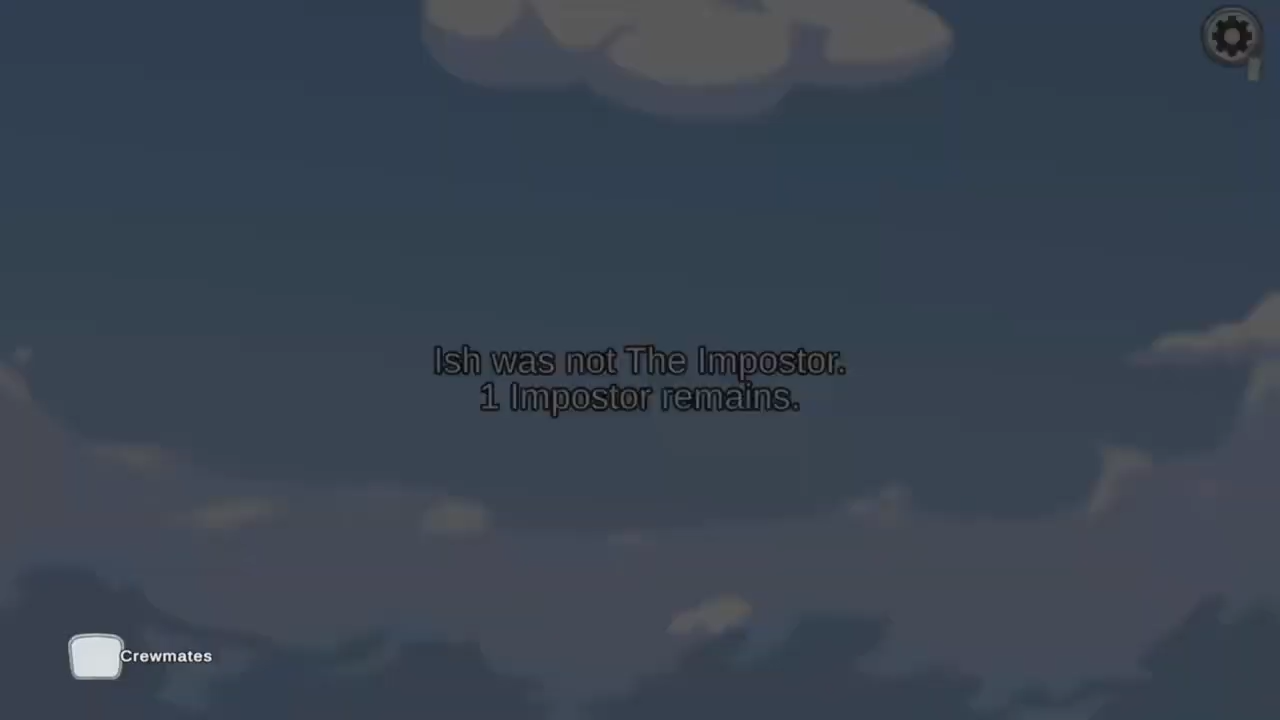 Ish was not The Impostor.
1 Impostor remains.
Crewmates